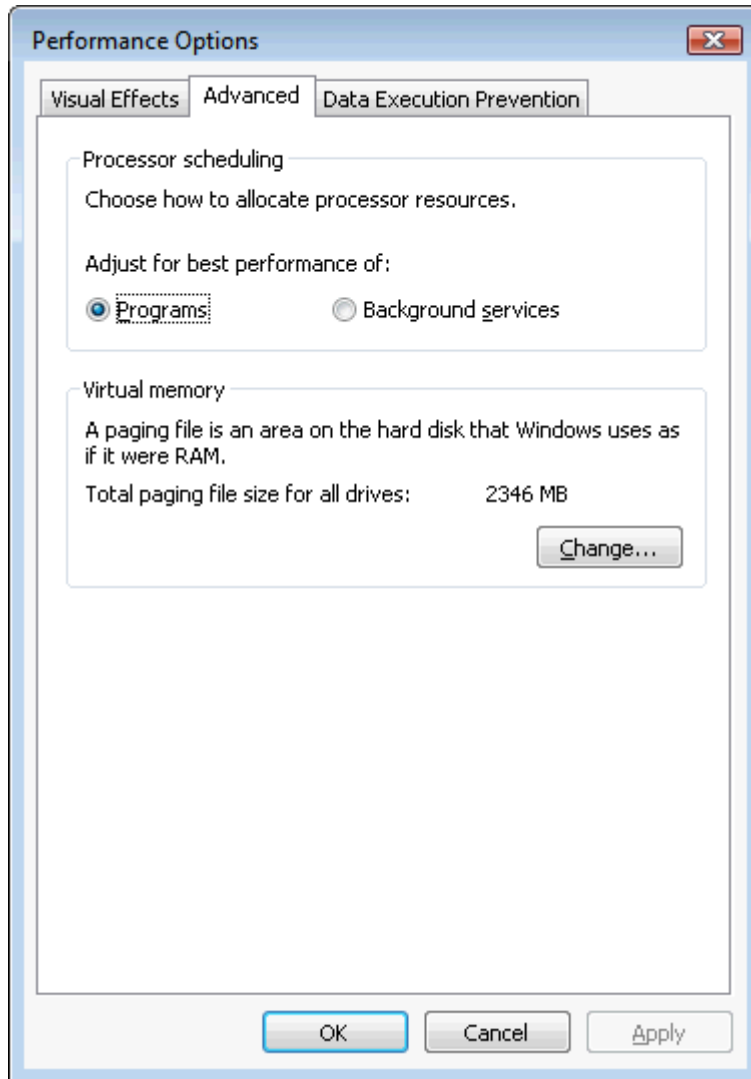 Performance Options
Visual Effects
Advanced
Data Execution Prevention
Processor scheduling
Choose how to allocate processor resources.
Adjust for best performance of:
Programs
Background services
Virtual memory
A paging file is an area on the hard disk that Windows uses as
if it were RAM.
Total paging file size for all drives: 2346 MB
Change...
OK
Cancel
Apply